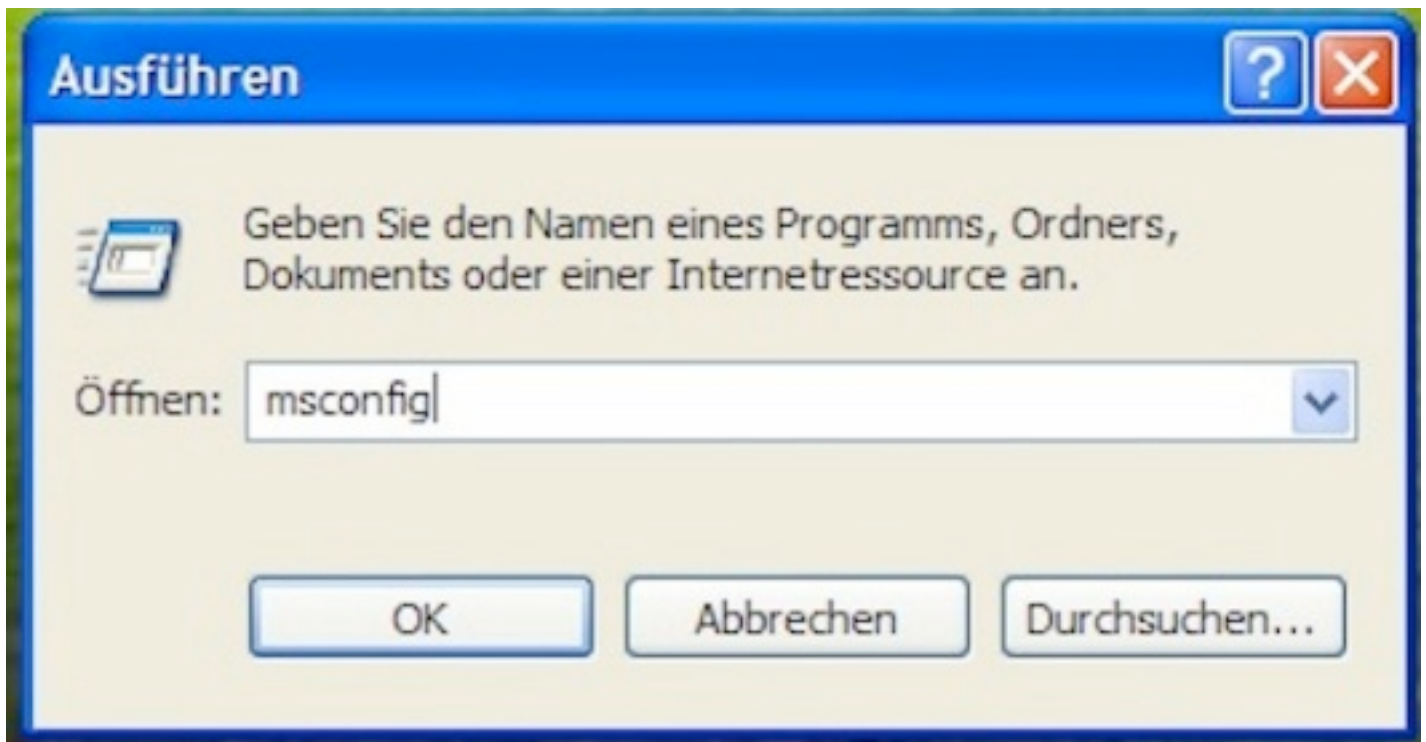 Ausführen
Geben Sie den Namen eines Programms, Ordners,
Dokuments oder einer Internetressource an.
Öffnen: msconfig
OK Abbrechen Durchsuchen...